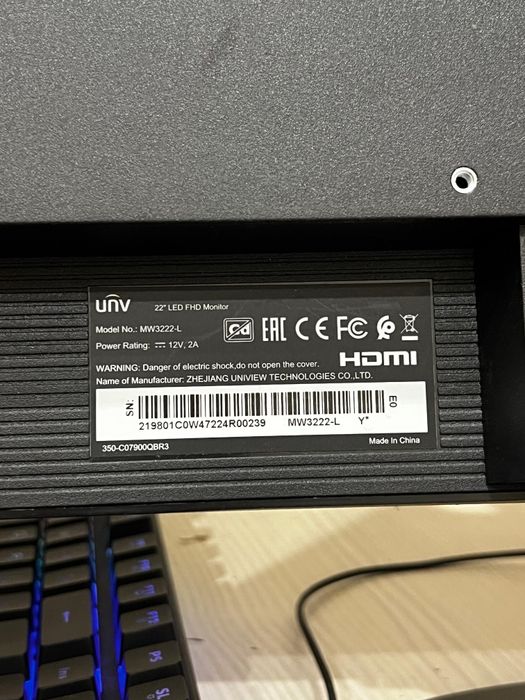 unv
22" LED FHD Monitor
Model No.: MW3222-L
Power Rating: 12V, 2A
EAC CE FC
HDMI
WARNING: Danger of electric shock,do not open the cover.
Name of Manufacturer: ZHEJIANG UNIVIEW TECHNOLOGIES CO.,LTD.
SN:
E0
219801C0W47224R00239 MW3222-L Y*
350-C07900QBR3
Made In China
P5